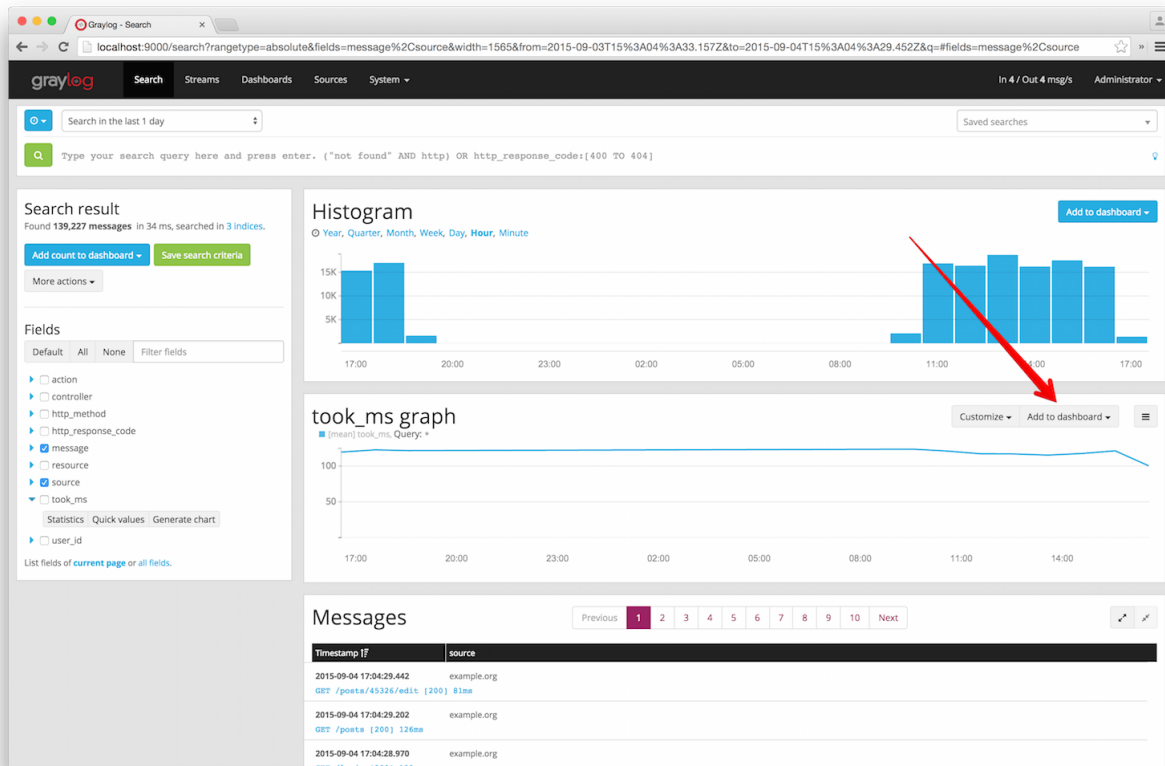 Graylog - Search
localhost:9000/search?rangetype=absolute&fields=message%2Csource&width=1565&from=2015-09-03T15%3A04%3A33.157Z&to=2015-09-04T15%3A04%3A29.452Z&q=#fields=message%2Csource
graylog Search Streams Dashboards Sources System In 4 / Out 4 msg/s Administrator
Search in the last 1 day Saved searches
Type your search query here and press enter. ("not found" AND http) OR http_response_code:[400 TO 404]
Search result
Found 139,227 messages in 34 ms, searched in 3 indices.
Add count to dashboard Save search criteria
More actions
Fields
Default All None Filter fields
action
controller
http_method
http_response_code
message
resource
source
took_ms
Statistics Quick values Generate chart
user_id
List fields of current page or all fields.
Histogram Add to dashboard
Year, Quarter, Month, Week, Day, Hour, Minute
15K
10K
5K
17:00 20:00 23:00 02:00 05:00 08:00 11:00 14:00 17:00
took_ms graph Customize Add to dashboard
[mean] took_ms, Query: *
100
50
17:00 20:00 23:00 02:00 05:00 08:00 11:00 14:00
Messages Previous 1 2 3 4 5 6 7 8 9 10 Next
Timestamp source
2015-09-04 17:04:29.442 example.org
GET /posts/45326/edit [200] 81ms
2015-09-04 17:04:29.202 example.org
GET /posts [200] 126ms
2015-09-04 17:04:28.970 example.org